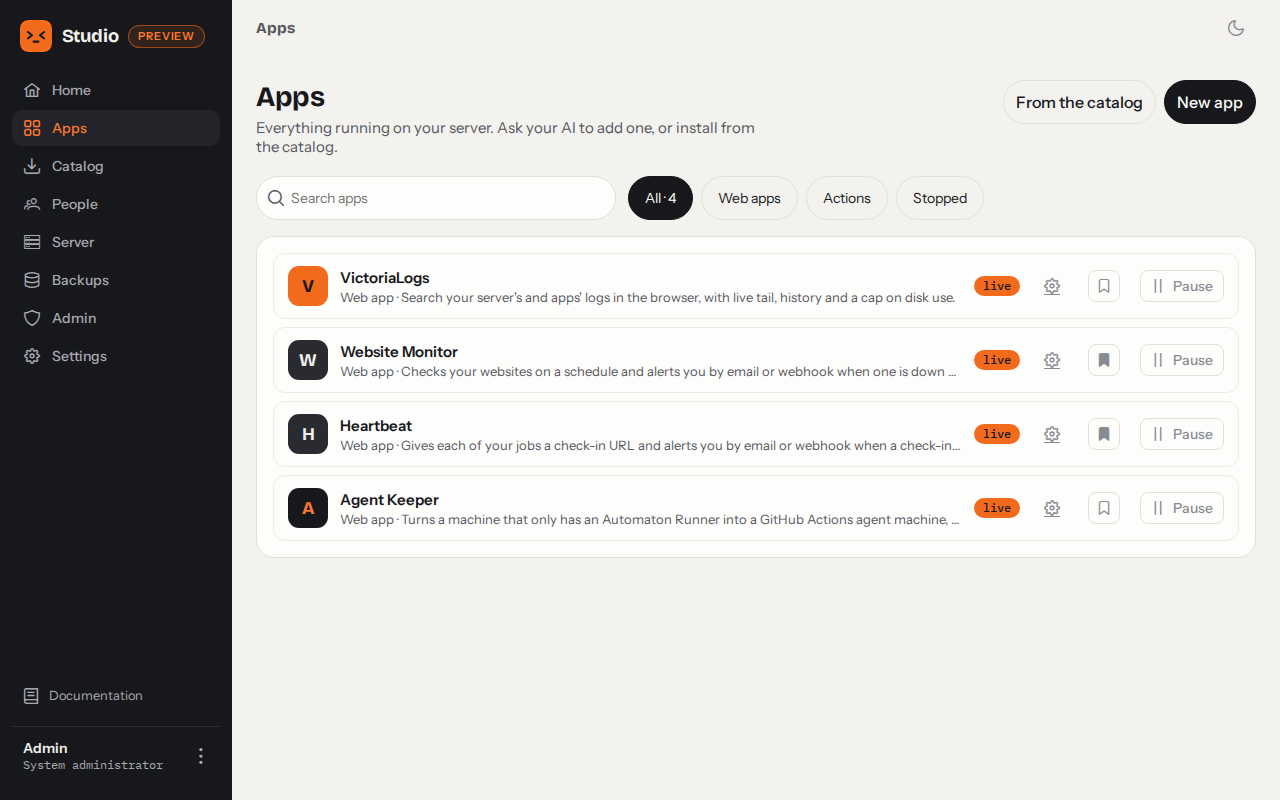 Studio PREVIEW
Home
Apps
Catalog
People
Server
Backups
Admin
Settings
Documentation
Admin
System administrator
Apps
Apps
Everything running on your server. Ask your AI to add one, or install from
the catalog.
From the catalog
New app
Search apps
All · 4
Web apps
Actions
Stopped
V
VictoriaLogs
Web app · Search your server's and apps' logs in the browser, with live tail, history and a cap on disk use.
live
Pause
W
Website Monitor
Web app · Checks your websites on a schedule and alerts you by email or webhook when one is down ...
live
Pause
H
Heartbeat
Web app · Gives each of your jobs a check-in URL and alerts you by email or webhook when a check-in...
live
Pause
A
Agent Keeper
Web app · Turns a machine that only has an Automaton Runner into a GitHub Actions agent machine, ...
live
Pause